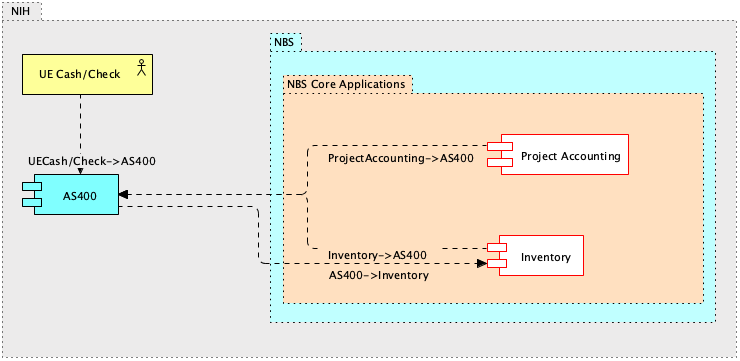 NIH
NBS
UE Cash/Check
NBS Core Applications
ProjectAccounting->AS400
Project Accounting
UECash/Check->AS400
AS400
Inventory->AS400
Inventory
AS400->Inventory